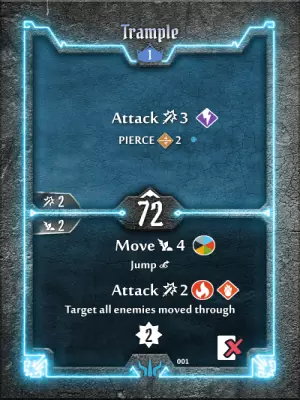 Trample
1
Attack 3
PIERCE 2
2
72
2
Move 4
Jump
Attack 2
Target all enemies moved through
2
001